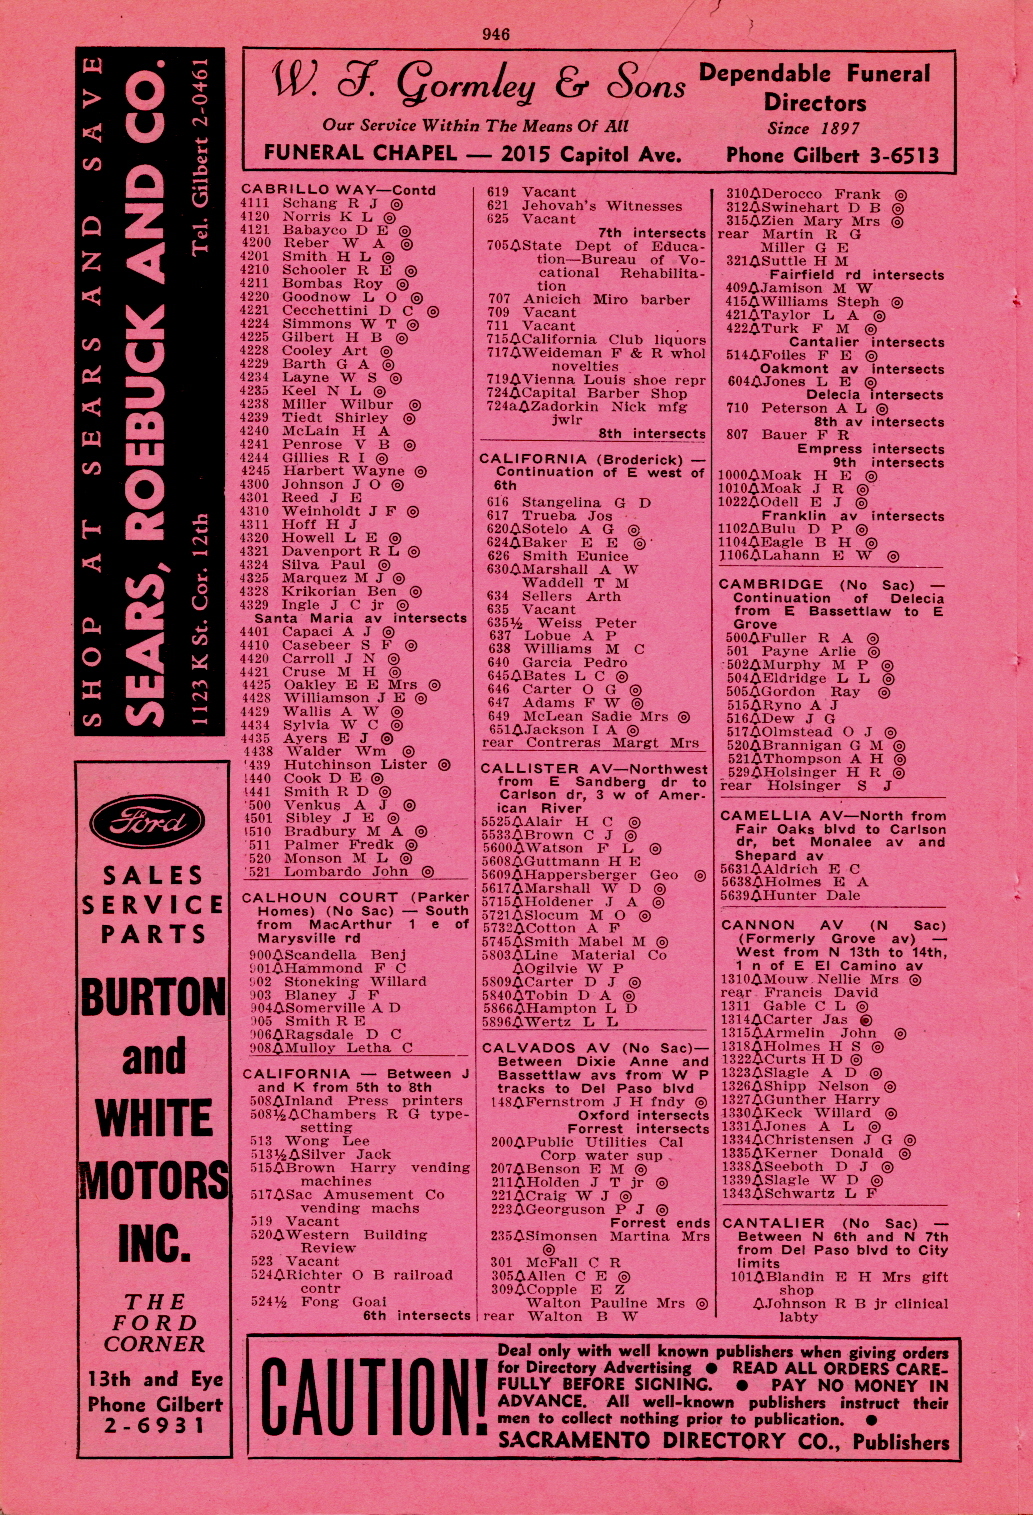 946
SHOP AT SEARS AND SAVE
SEARS, ROEBUCK AND CO.
1123 K St. Cor. 12th Tel. Gilbert 2-0461
W. F. Gormley & Sons
Our Service Within The Means Of All
FUNERAL CHAPEL — 2015 Capitol Ave.
Dependable Funeral
Directors
Since 1897
Phone Gilbert 3-6513
Ford
SALES
SERVICE
PARTS
BURTON
and
WHITE
MOTORS
INC.
THE
FORD
CORNER
13th and Eye
Phone Gilbert
2-6931
CABRILLO WAY—Contd
4111 Schang R J ◎
4120 Norris K L ◎
4121 Babayco D E ◎
4200 Reber W A ◎
4201 Smith H L ◎
4210 Schooler R E ◎
4211 Bombas Roy ◎
4220 Goodnow L O ◎
4221 Cecchettini D C ◎
4224 Simmons W T ◎
4225 Gilbert H B ◎
4228 Cooley Art ◎
4229 Barth G A ◎
4234 Layne W S ◎
4235 Keel N L ◎
4238 Miller Wilbur ◎
4239 Tiedt Shirley ◎
4240 McLain H A
4241 Penrose V B ◎
4244 Gillies R I ◎
4245 Harbert Wayne ◎
4300 Johnson J O ◎
4301 Reed J E
4310 Weinholdt J F ◎
4311 Hoff H J
4320 Howell L E ◎
4321 Davenport R L ◎
4324 Silva Paul ◎
4325 Marquez M J ◎
4328 Krikorian Ben ◎
4329 Ingle J C jr ◎
Santa Maria av intersects
4401 Capaci A J ◎
4410 Casebeer S F ◎
4420 Carroll J N ◎
4421 Cruse M H ◎
4425 Oakley E E Mrs ◎
4428 Williamson J E ◎
4429 Wallis A W ◎
4434 Sylvia W C ◎
4435 Ayers E J ◎
4438 Walder Wm ◎
439 Hutchinson Lister ◎
4440 Cook D E ◎
4441 Smith R D ◎
500 Venkus A J ◎
4501 Sibley J E ◎
4510 Bradbury M A ◎
511 Palmer Fredk ◎
520 Monson M L ◎
521 Lombardo John ◎
CALHOUN COURT (Parker
Homes) (No Sac) — South
from MacArthur 1 e of
Marysville rd
900△Scandella Benj
901△Hammond F C
902 Stoneking Willard
903 Blaney J F
904△Somerville A D
905 Smith R E
906△Ragsdale D C
908△Mulloy Letha C
CALIFORNIA — Between J
and K from 5th to 8th
508△Inland Press printers
508½△Chambers R G type-
setting
513 Wong Lee
513½△Silver Jack
515△Brown Harry vending
machines
517△Sac Amusement Co
vending machs
519 Vacant
520△Western Building
Review
523 Vacant
524△Richter O B railroad
contr
524½ Fong Goai
6th intersects
619 Vacant
621 Jehovah's Witnesses
625 Vacant
7th intersects
705△State Dept of Educa-
tion—Bureau of Vo-
cational Rehabilita-
tion
707 Anicich Miro barber
709 Vacant
711 Vacant
715△California Club liquors
717△Weideman F & R whol
novelties
719△Vienna Louis shoe repr
724△Capital Barber Shop
724a△Zadorkin Nick mfg
jwlr
8th intersects
CALIFORNIA (Broderick) —
Continuation of E west of
6th
616 Stangelina G D
617 Trueba Jos
620△Sotelo A G ◎
624△Baker E E ◎
626 Smith Eunice
630△Marshall A W
Waddell T M
634 Sellers Arth
635 Vacant
635½ Weiss Peter
637 Lobue A P
638 Williams M C
640 Garcia Pedro
645△Bates L C ◎
646 Carter O G ◎
647 Adams F W ◎
649 McLean Sadie Mrs ◎
651△Jackson I A ◎
rear Contreras Margt Mrs
CALLISTER AV—Northwest
from E Sandberg dr to
Carlson dr, 3 w of Amer-
ican River
5525△Alair H C ◎
5533△Brown C J ◎
5600△Watson F L ◎
5608△Guttmann H E
5609△Happersberger Geo ◎
5617△Marshall W D ◎
5715△Holdener J A ◎
5721△Slocum M O ◎
5732△Cotton A F
5745△Smith Mabel M ◎
5803△Line Material Co
△Ogilvie W P
5809△Carter D J ◎
5840△Tobin D A ◎
5866△Hampton L D
5896△Wertz L L
CALVADOS AV (No Sac)—
Between Dixie Anne and
Bassettlaw avs from W P
tracks to Del Paso blvd
148△Fernstrom J H fndy ◎
Oxford intersects
Forrest intersects
200△Public Utilities Cal
Corp water sup
207△Benson E M ◎
211△Holden J T jr ◎
221△Craig W J ◎
223△Georguson P J ◎
Forrest ends
235△Simonsen Martina Mrs
◎
301 McFall C R
305△Allen C E ◎
309△Copple E Z
Walton Pauline Mrs ◎
rear Walton B W
310△Derocco Frank ◎
312△Swinehart D B ◎
315△Zien Mary Mrs ◎
rear Martin R G
Miller G E
321△Suttle H M
Fairfield rd intersects
409△Jamison M W
415△Williams Steph ◎
421△Taylor L A ◎
422△Turk F M ◎
Cantalier intersects
514△Foiles F E ◎
Oakmont av intersects
604△Jones L E ◎
Delecia intersects
710 Peterson A L ◎
8th av intersects
807 Bauer F R
Empress intersects
9th intersects
1000△Moak H E ◎
1010△Moak J R ◎
1022△Odell E J ◎
Franklin av intersects
1102△Bulu D P ◎
1104△Eagle B H ◎
1106△Lahann E W ◎
CAMBRIDGE (No Sac) —
Continuation of Delecia
from E Bassettlaw to E
Grove
500△Fuller R A ◎
501 Payne Arlie ◎
502△Murphy M P ◎
504△Eldridge L L ◎
505△Gordon Ray ◎
515△Ryno A J
516△Dew J G
517△Olmstead O J ◎
520△Brannigan G M ◎
521△Thompson A H ◎
529△Holsinger H R ◎
rear Holsinger S J
CAMELLIA AV—North from
Fair Oaks blvd to Carlson
dr, bet Monalee av and
Shepard av
5631△Aldrich E C
5638△Holmes E A
5639△Hunter Dale
CANNON AV (N Sac)
(Formerly Grove av) —
West from N 13th to 14th,
1 n of E El Camino av
1310△Mouw Nellie Mrs ◎
rear Francis David
1311 Gable C L ◎
1314△Carter Jas ◎
1315△Armelin John ◎
1318△Holmes H S ◎
1322△Curts H D ◎
1323△Slagle A D ◎
1326△Shipp Nelson ◎
1327△Gunther Harry
1330△Keck Willard ◎
1331△Jones A L ◎
1334△Christensen J G ◎
1335△Kerner Donald ◎
1338△Seeboth D J ◎
1339△Slagle W D ◎
1343△Schwartz L F
CANTALIER (No Sac) —
Between N 6th and N 7th
from Del Paso blvd to City
limits
101△Blandin E H Mrs gift
shop
△Johnson R B jr clinical
labty
CAUTION!
Deal only with well known publishers when giving orders
for Directory Advertising ● READ ALL ORDERS CARE-
FULLY BEFORE SIGNING. ● PAY NO MONEY IN
ADVANCE. All well-known publishers instruct their
men to collect nothing prior to publication. ●
SACRAMENTO DIRECTORY CO., Publishers